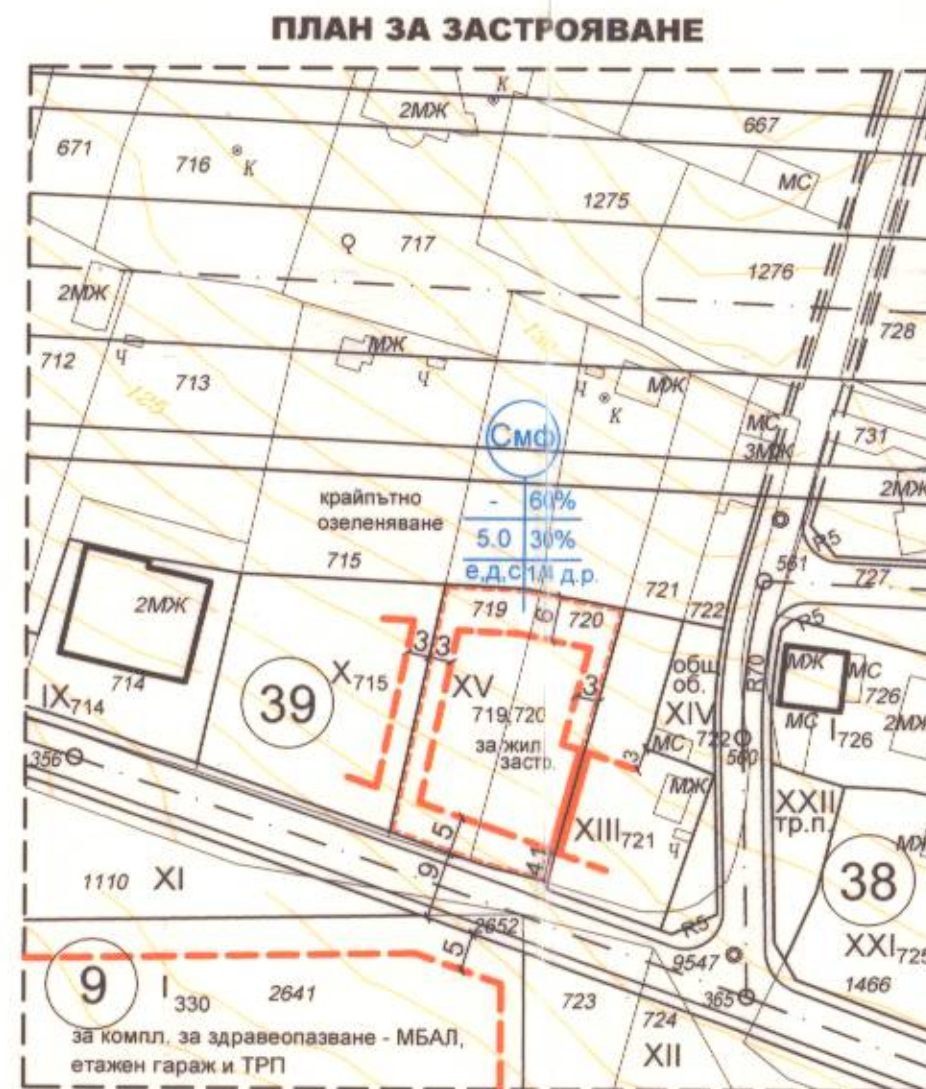 ПЛАН ЗА ЗАСТРОЯВАНЕ
К
2МЖ
667
671
716
К
МС
1275
717
1276
2МЖ
728
МЖ
712
Ч
713
Ч
Ч
МЖ
130
125
К
Смф
МС
731
3МЖ
2МЖ
крайпътно
- 60%
озеленяване
5.0 30%
R5
715
е,д,с 1/4 д.р.
561
727
721
719
720
722
2МЖ
6
R5
R70
3 3
общ
об.
МЖ
МС
726
714
X715
XV
3
IX714
39
719,720
XIV
МС
I726
2МЖ
за жил.
застр.
МС
722
560
356
3
МЖ
XXII
тр.п.
5
XIII721
Ч
МЖ
4.1
38
1110
XI
9
2652
R5
XXI725
5
9547
1466
9
I330
2641
365
723
724
за компл. за здравеопазване - МБАЛ,
XII
етажен гараж и ТРП